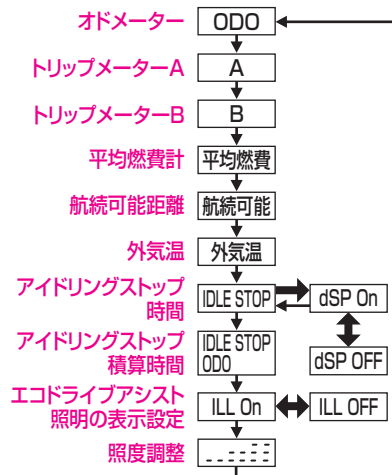 オドメーター ODO
トリップメーターA A
トリップメーターB B
平均燃費計 平均燃費
航続可能距離 航続可能
外気温 外気温
アイドリングストップ
時間
IDLE STOP dSP On
dSP OFF
アイドリングストップ
積算時間
IDLE STOP
ODO
エコドライブアシスト
照明の表示設定
ILL On ILL OFF
照度調整